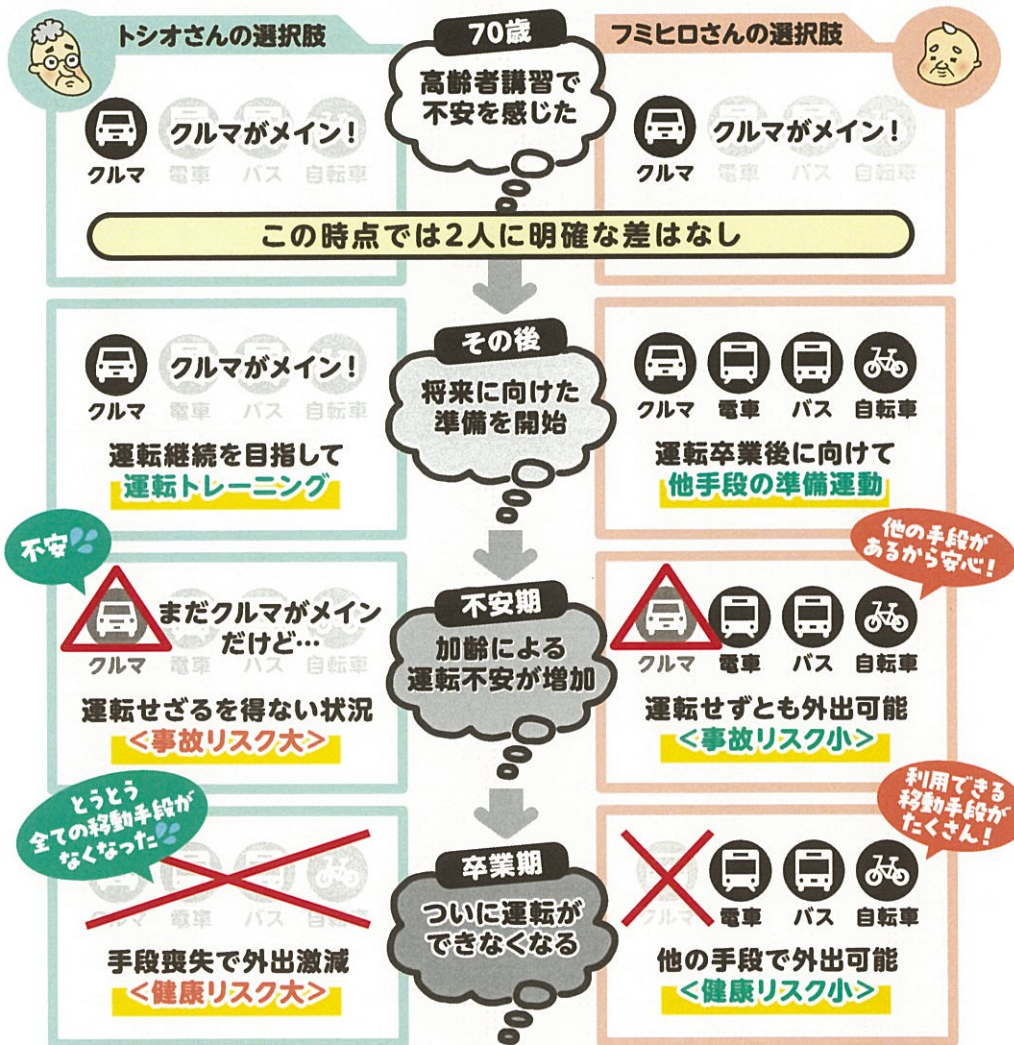 トシオさんの選択肢
70歳
高齢者講習で
不安を感じた
フミヒロさんの選択肢
クルマがメイン!
クルマ 電車 バス 自転車
クルマがメイン!
クルマ 電車 バス 自転車
この時点では2人に明確な差はなし
クルマがメイン!
クルマ 電車 バス 自転車
運転継続を目指して
運転トレーニング
その後
将来に向けた
準備を開始
クルマ 電車 バス 自転車
運転卒業後に向けて
他手段の準備運動
不安
まだクルマがメイン
だけど…
クルマ 電車 バス 自転車
運転せざるを得ない状況
<事故リスク大>
不安期
加齢による
運転不安が増加
他の手段が
あるから安心!
クルマ 電車 バス 自転車
運転せずとも外出可能
<事故リスク小>
とうとう
全ての移動手段が
なくなった
クルマ 電車 バス 自転車
手段喪失で外出激減
<健康リスク大>
卒業期
ついに運転が
できなくなる
利用できる
移動手段が
たくさん!
クルマ 電車 バス 自転車
他の手段で外出可能
<健康リスク小>